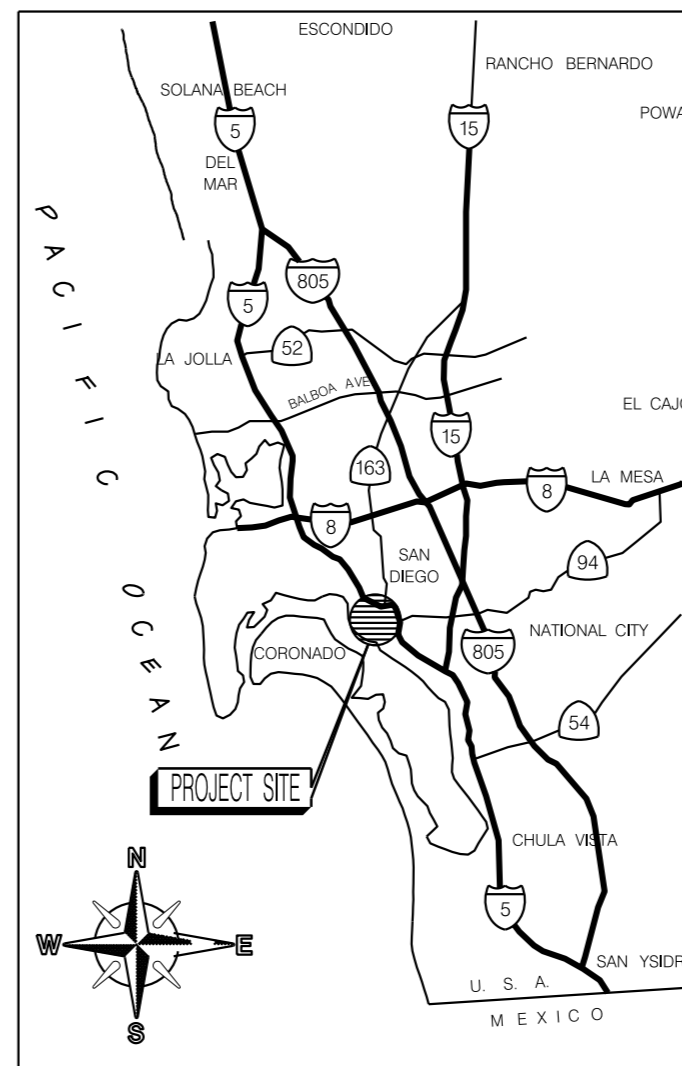 ESCONDIDO
RANCHO BERNARDO
SOLANA BEACH
POWA
5
15
DEL
MAR
PACIFIC
805
5
52
LA JOLLA
BALBOA AVE
EL CAJO
15
163
LA MESA
8
8
SAN
DIEGO
94
OCEAN
NATIONAL CITY
CORONADO
805
54
PROJECT SITE
CHULA VISTA
N
5
W
E
SAN YSIDR
U. S. A.
MEXICO
S